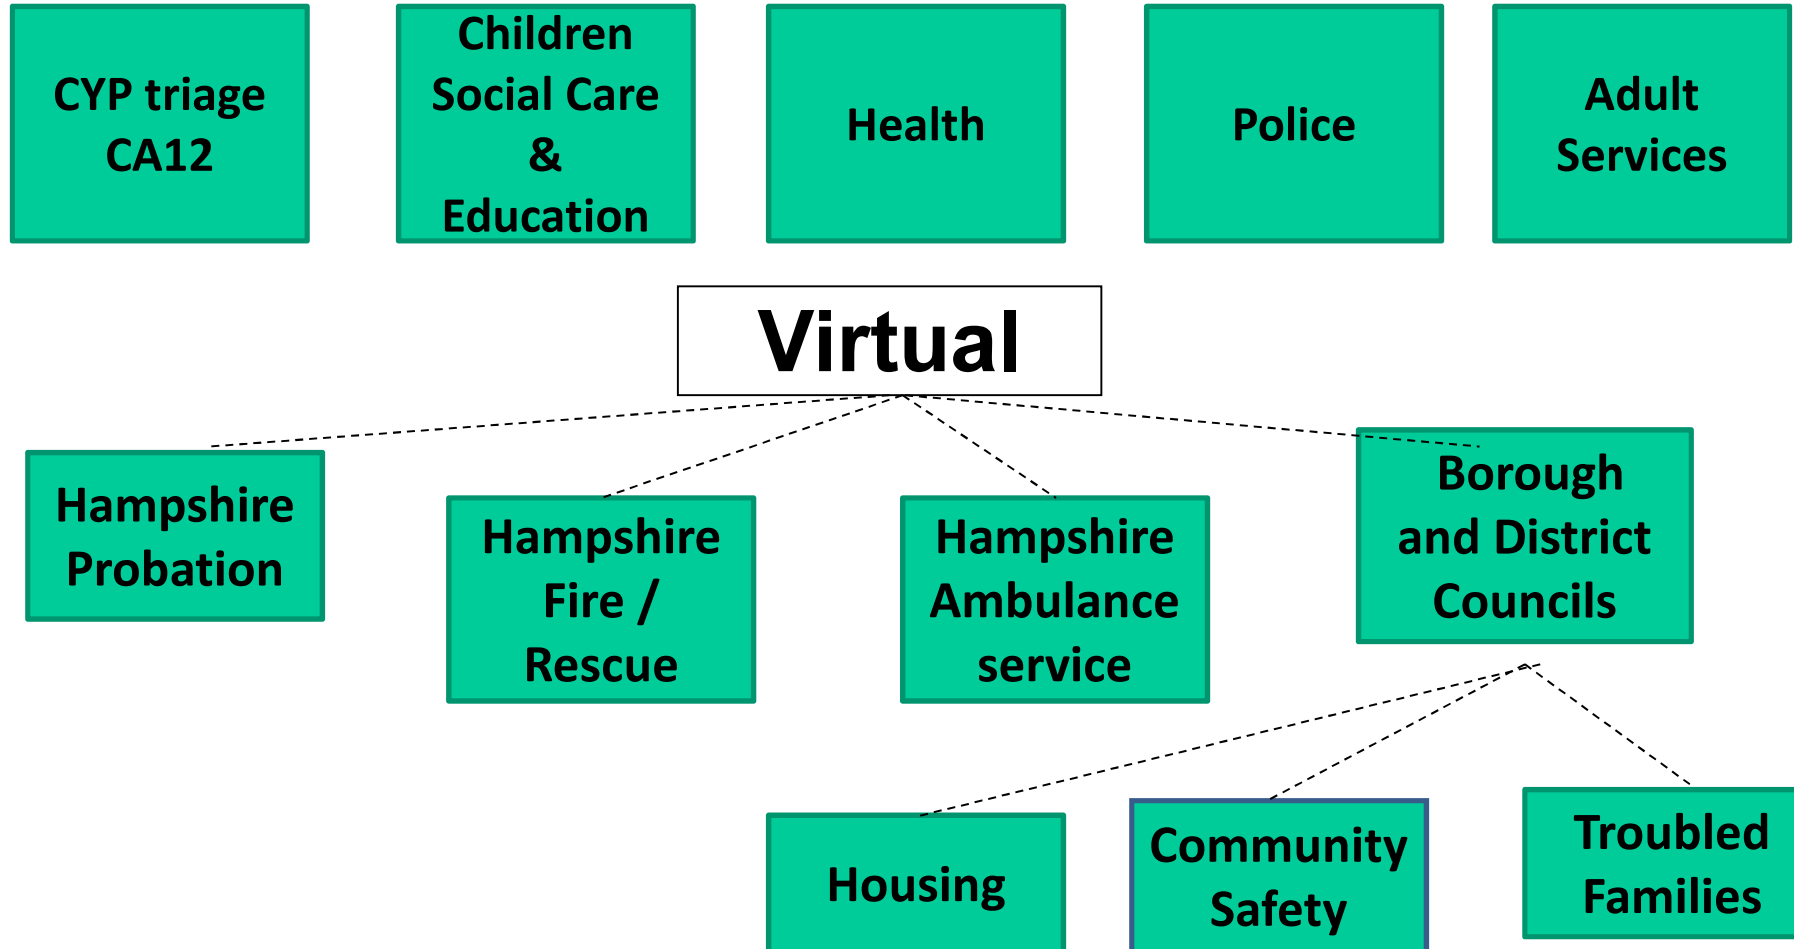 CYP triage
CA12
Children
Social Care
&
Education
Health
Police
Adult
Services
Virtual
Hampshire
Probation
Hampshire
Fire /
Rescue
Hampshire
Ambulance
service
Borough
and District
Councils
Housing
Community
Safety
Troubled
Families